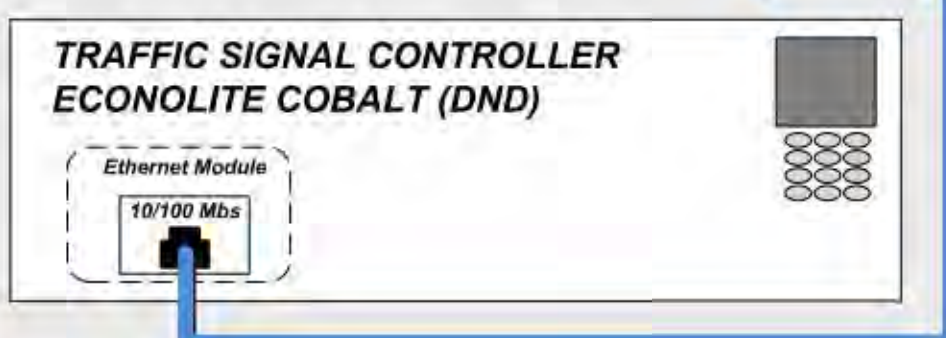 TRAFFIC SIGNAL CONTROLLER
ECONOLITE COBALT (DND)
Ethernet Module
10/100 Mbs